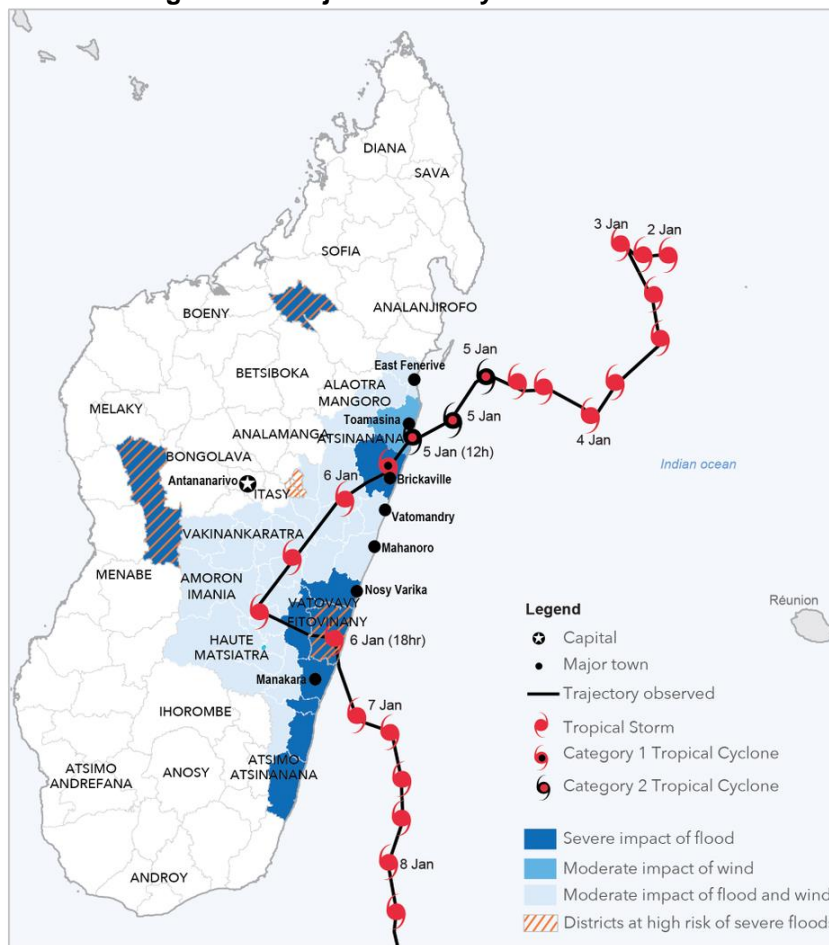 DIANA
SAVA
3 Jan
2 Jan
SOFIA
BOENY
ANALANJIROFO
5 Jan
BETSIBOKA
East Fenerive
ALAOTRA
MANGORO
MELAKY
Toamasina
5 Jan
4 Jan
ANALAMANGA
ATSINANANA
5 Jan (12h)
BONGOLAVA
Indian ocean
6 Jan
Antananarivo
ITASY
Brickaville
Vatomandry
VAKINANKARATRA
Mahanoro
MENABE
AMORON
IMANIA
Nosy Varika
VATOVAVY
FITOVINANY
Réunion
HAUTE
MATSIATRA
6 Jan (18hr)
Manakara
IHOROMBE
7 Jan
ATSIMO
ANDREFANA
ANOSY
ATSIMO
ATSINANANA
8 Jan
ANDROY
Legend
Capital
Major town
Trajectory observed
Tropical Storm
Category 1 Tropical Cyclone
Category 2 Tropical Cyclone
Severe impact of flood
Moderate impact of wind
Moderate impact of flood and wind
Districts at high risk of severe flood